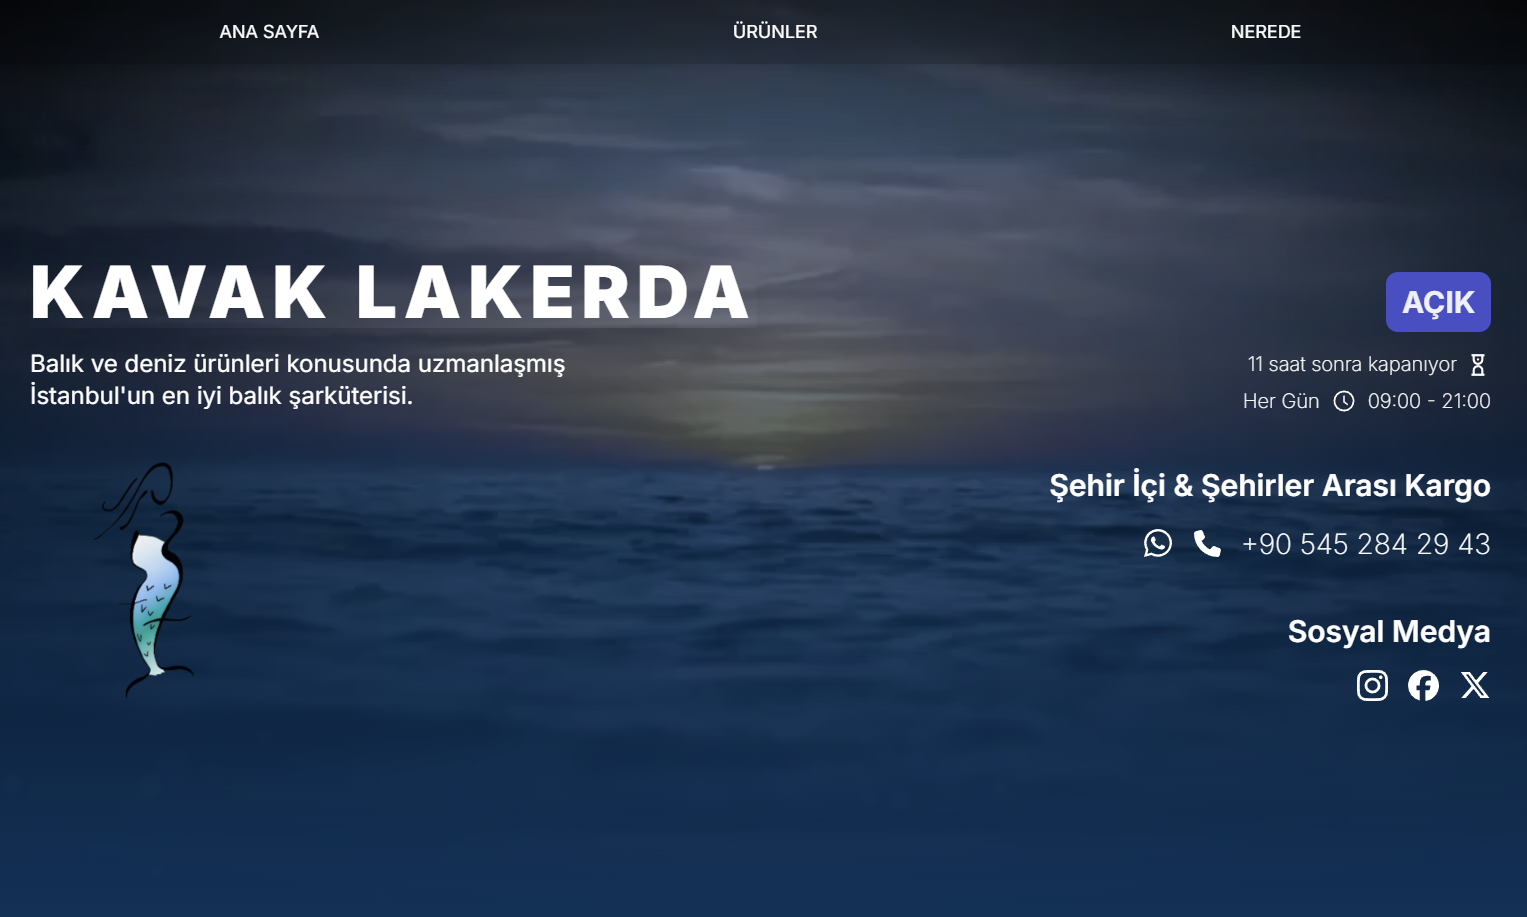 ANA SAYFA
ÜRÜNLER
NEREDE
KAVAK LAKERDA
Balık ve deniz ürünleri konusunda uzmanlaşmış
İstanbul'un en iyi balık şarküterisi.
AÇIK
11 saat sonra kapanıyor
Her Gün 09:00 - 21:00
Şehir İçi & Şehirler Arası Kargo
+90 545 284 29 43
Sosyal Medya